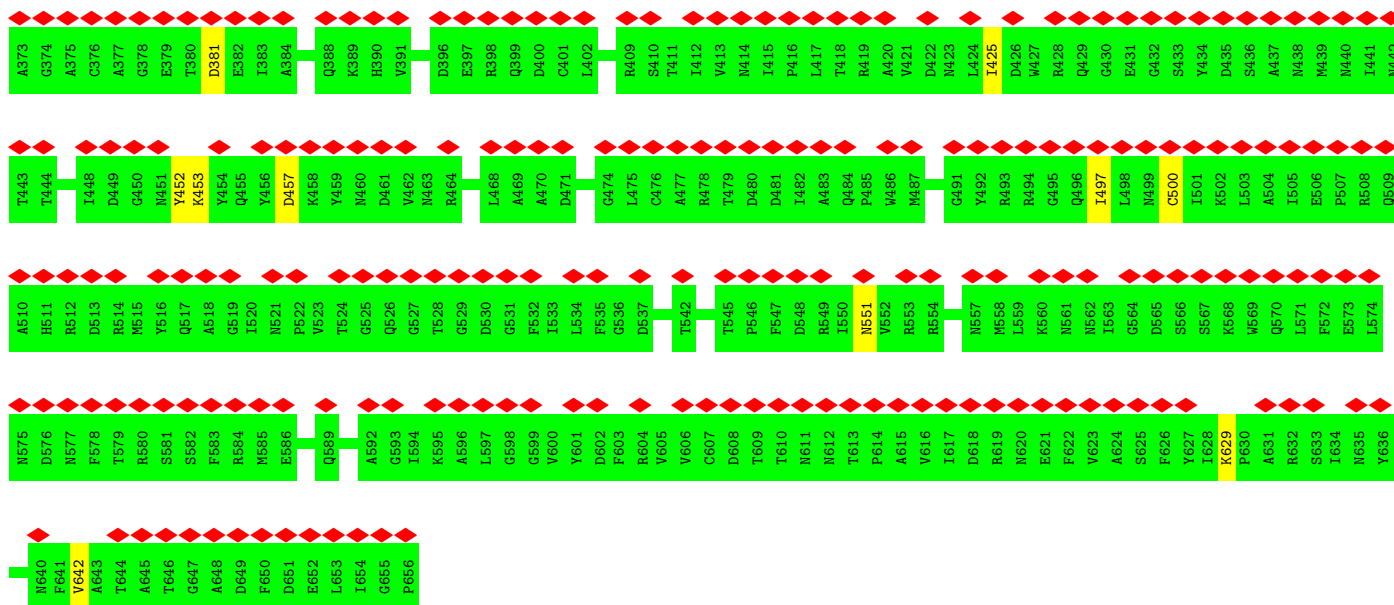 A373 G374 A375 C376 A377 G378 E379 T380 D381 E382 I383 A384 Q388 K389 H390 V391 D396 E397 R398 Q399 D400 C401 L402 R409 S410 T411 I412 V413 N414 I415 P416 L417 T418 R419 A420 V421 D422 N423 L424 I425 D426 W427 R428 Q429 G430 E431 G432 S433 Y434 D435 S436 A437 N438 M439 N440 I441 N442
T443 T444 I448 D449 G450 N451 Y452 K453 Y454 Q455 Y456 D457 K458 Y459 N460 D461 V462 N463 R464 L468 A469 A470 D471 G474 L475 C476 A477 R478 T479 D480 D481 I482 A483 Q484 P485 W486 M487 G491 Y492 R493 R494 G495 Q496 I497 L498 N499 C500 I501 K502 L503 A504 I505 E506 P507 R508 Q509
A510 H511 R512 D513 R514 M515 Y516 Q517 A518 G519 I520 N521 P522 V523 T524 G525 Q526 G527 T528 G529 D530 G531 F532 I533 I534 F535 G536 D537 T542 T545 P546 F547 D548 R549 I550 N551 V552 R553 R554 N557 M558 L559 K560 N561 N562 I563 G564 D565 S566 S567 K568 W569 Q570 L571 F572 E573 L574
N575 D576 N577 F578 T579 R580 S581 S582 F583 R584 M585 E586 Q589 A592 G593 I594 K595 A596 L597 G598 G599 V600 Y601 D602 F603 R604 V605 V606 C607 D608 T609 T610 N611 N612 T613 P614 A615 V616 I617 D618 R619 N620 E621 F622 V623 A624 S625 F626 Y627 I628 K629 P630 A631 R632 S633 I634 N635 Y636
N640 F641 V642 A643 T644 A645 T646 G647 A648 D649 F650 D651 E652 L653 I654 G655 P656